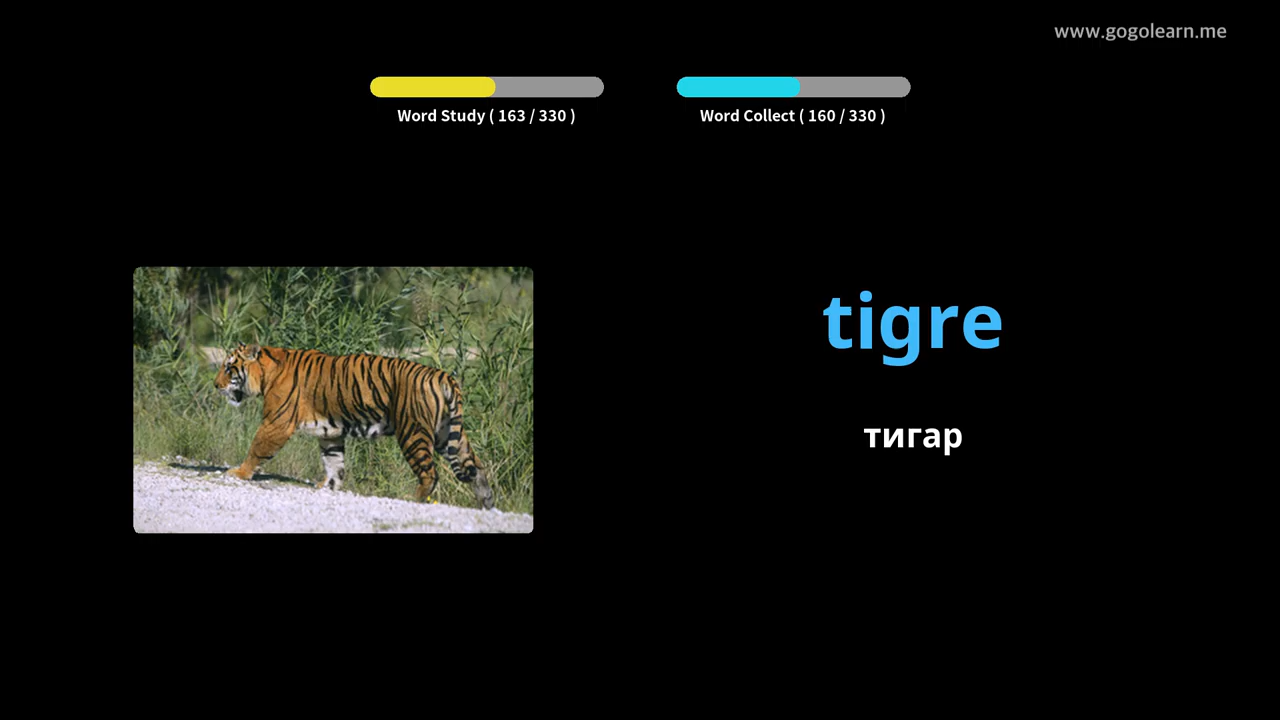 www.gogolearn.me
Word Study ( 163 / 330 )
Word Collect ( 160 / 330 )
tigre
тигар